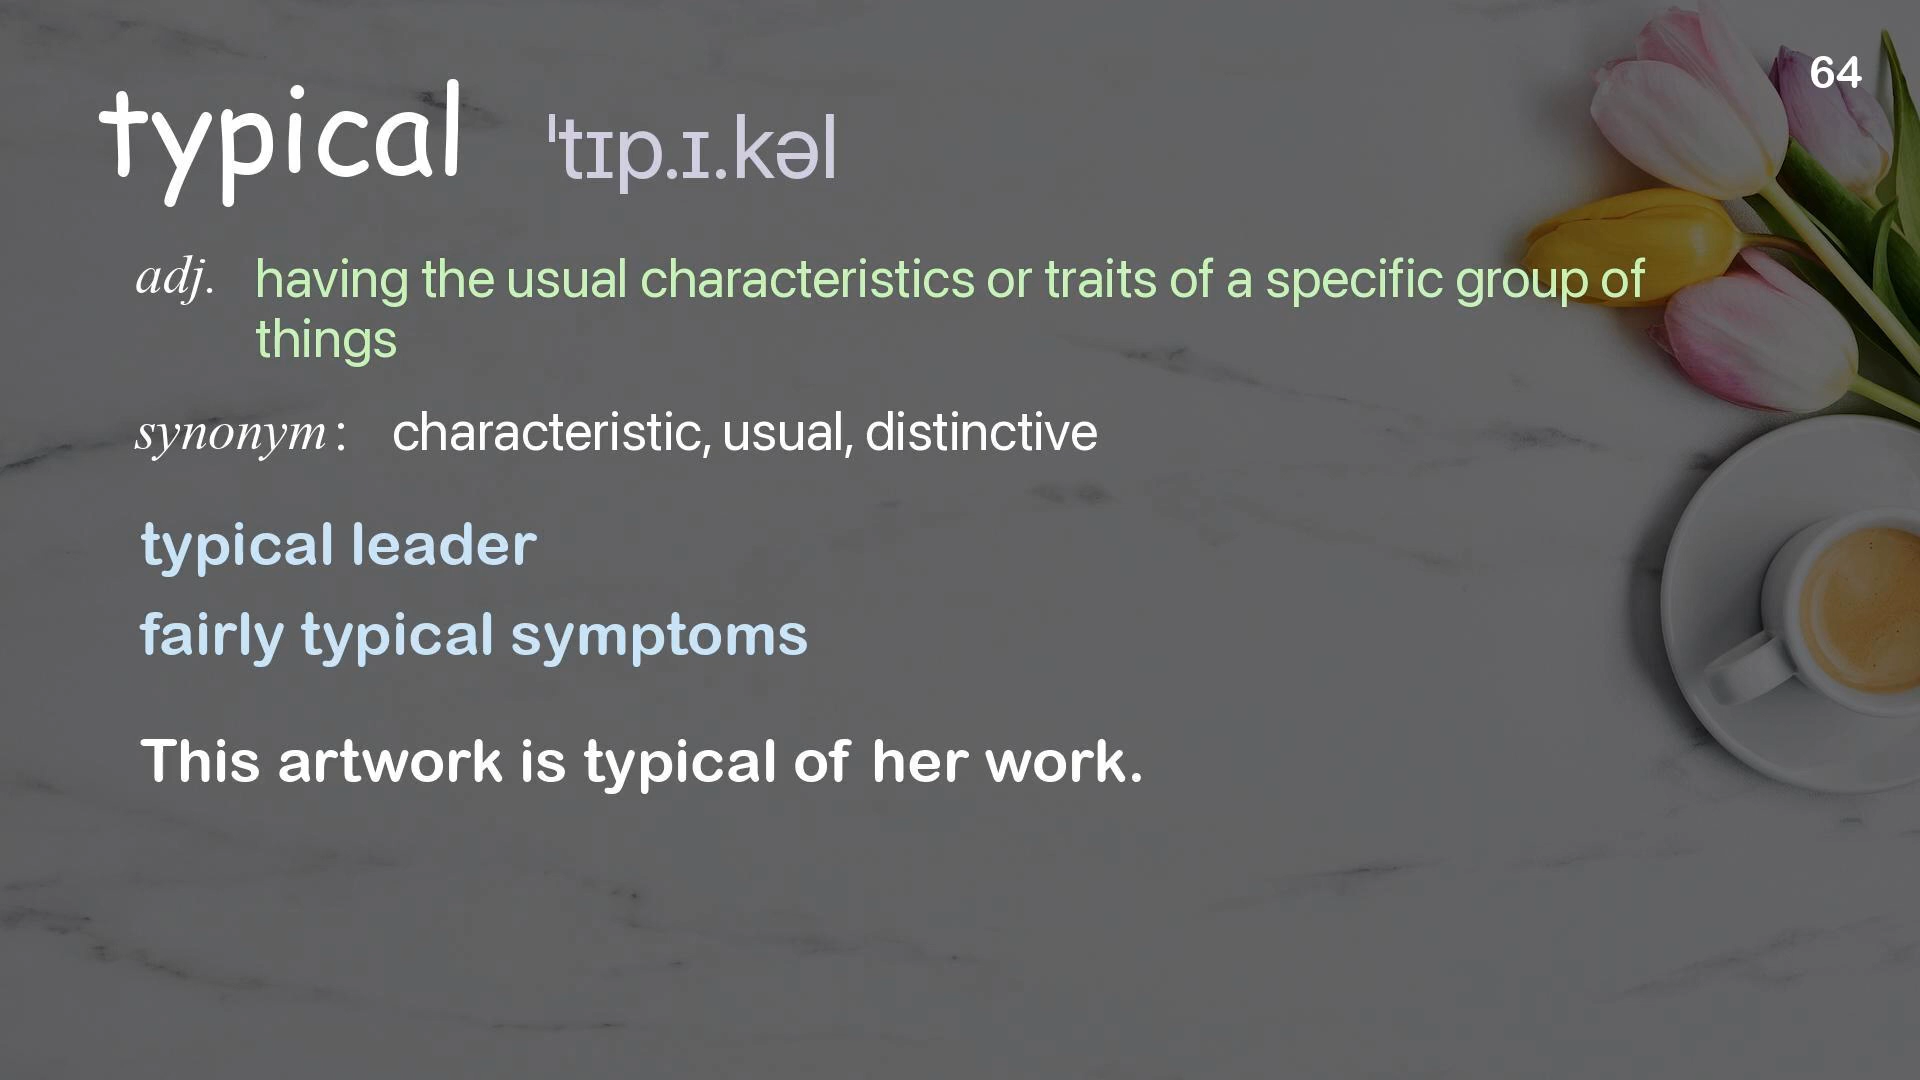 64
typical ˈtɪp.ɪ.kəl
adj. having the usual characteristics or traits of a specific group of
things
synonym: characteristic, usual, distinctive
typical leader
fairly typical symptoms
This artwork is typical of her work.